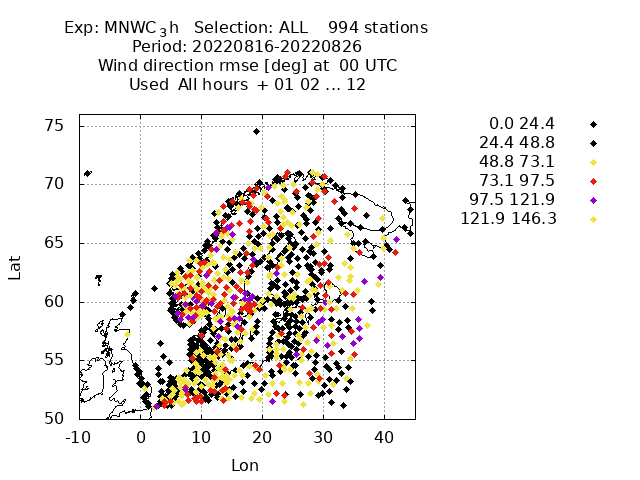 Exp: MNWC3h Selection: ALL 994 stations
Period: 20220816-20220826
Wind direction rmse [deg] at 00 UTC
Used All hours + 01 02 ... 12
75
70
65
60
55
50
-10 0 10 20 30 40
Lat
Lon
0.0 24.4
24.4 48.8
48.8 73.1
73.1 97.5
97.5 121.9
121.9 146.3